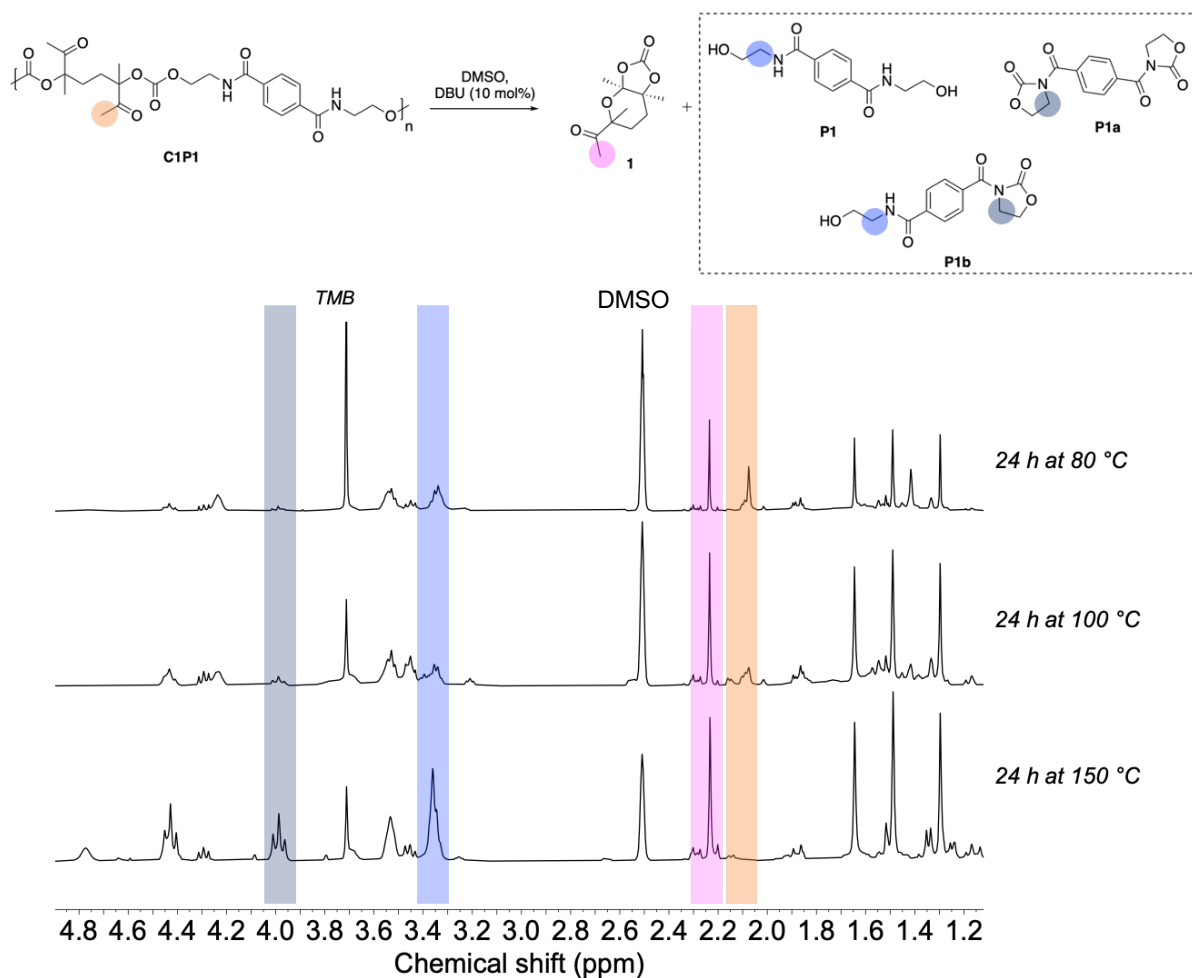 DMSO,
DBU (10 mol%)
C1P1
n
+
1
P1
P1a
P1b
TMB
DMSO
24 h at 80 °C
24 h at 100 °C
24 h at 150 °C
4.8 4.6 4.4 4.2 4.0 3.8 3.6 3.4 3.2 3.0 2.8 2.6 2.4 2.2 2.0 1.8 1.6 1.4 1.2
Chemical shift (ppm)